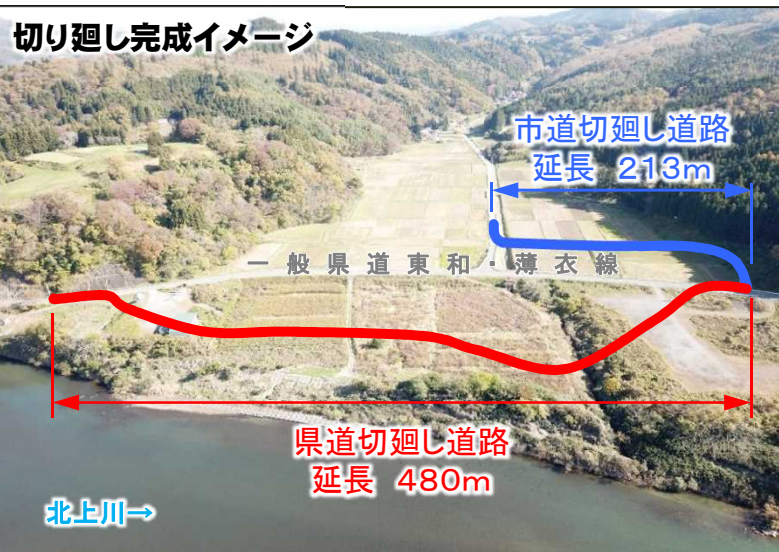 切り廻し完成イメージ
市道切廻し道路
延長 213m
一般県道東和・薄衣線
県道切廻し道路
延長 480m
北上川→